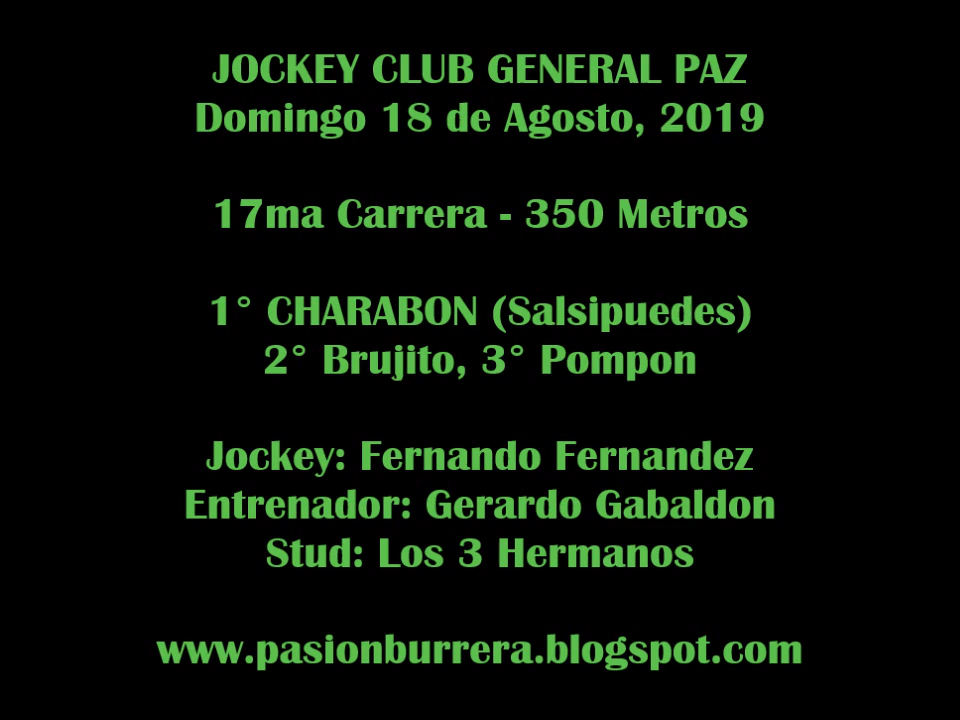 JOCKEY CLUB GENERAL PAZ
Domingo 18 de Agosto, 2019
17ma Carrera - 350 Metros
1° CHARABON (Salsipuedes)
2° Brujito, 3° Pompon
Jockey: Fernando Fernandez
Entrenador: Gerardo Gabaldon
Stud: Los 3 Hermanos
www.pasionburrera.blogspot.com